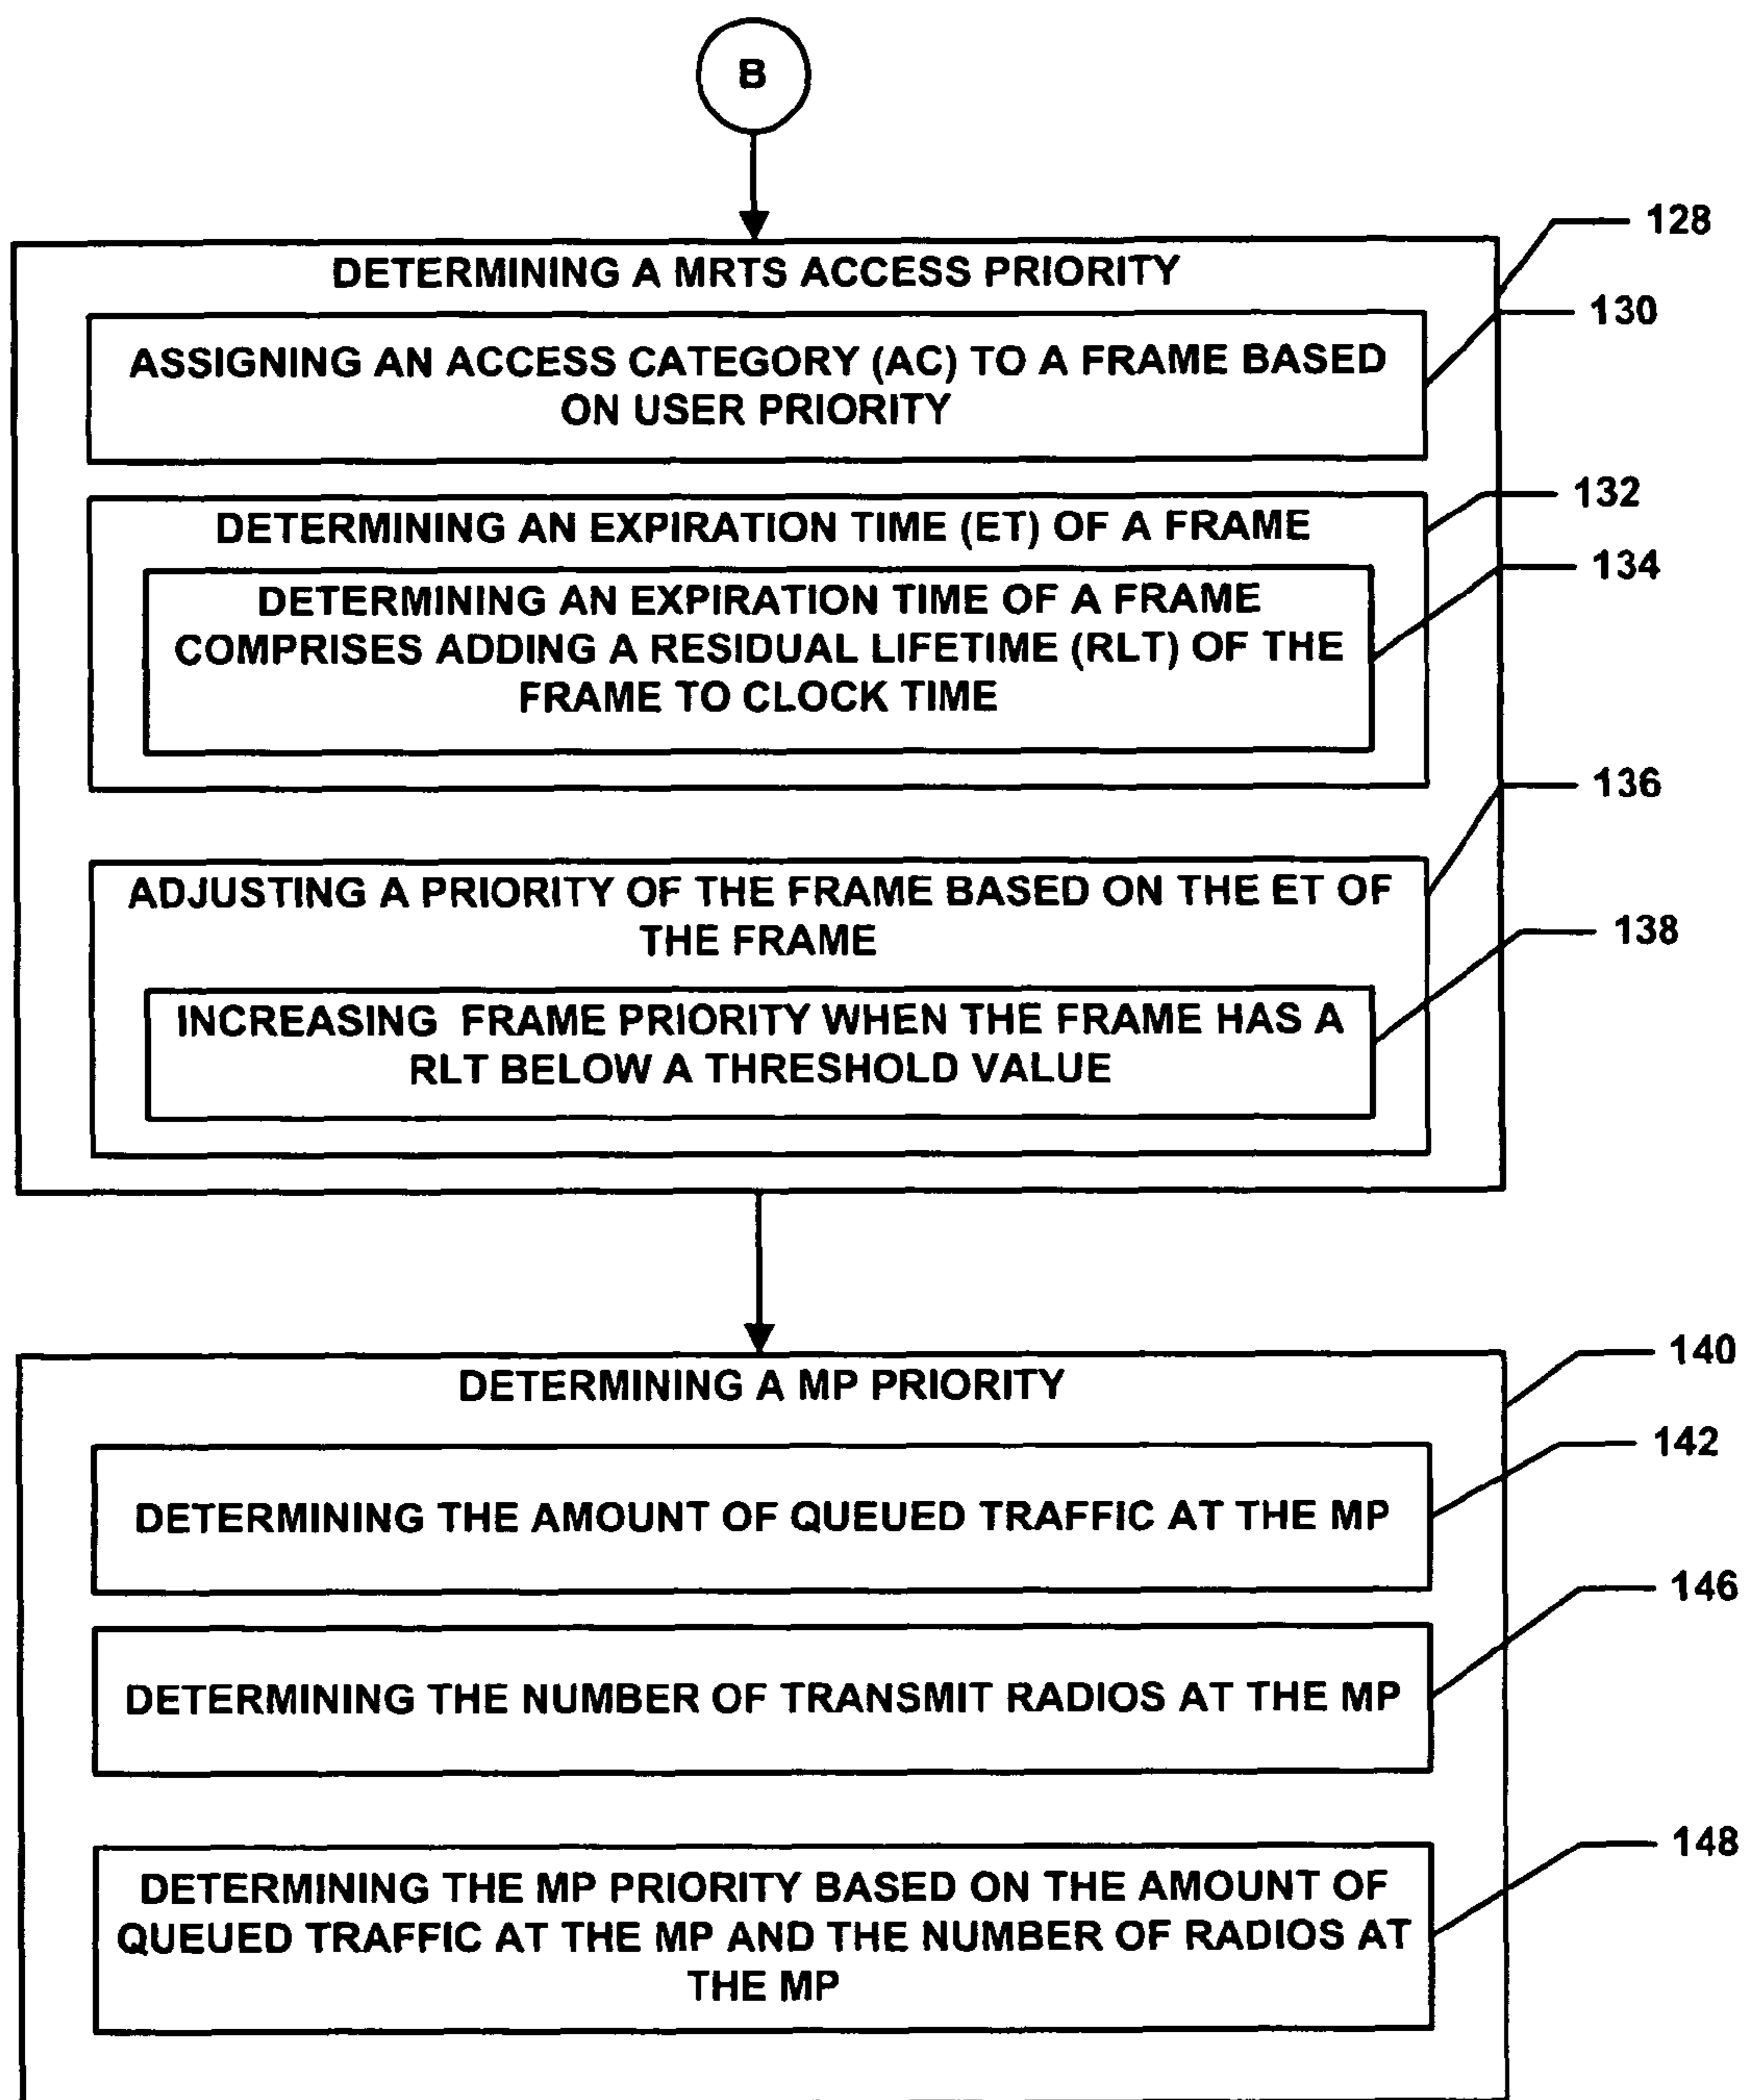 B
128
DETERMINING A MRTS ACCESS PRIORITY
130
ASSIGNING AN ACCESS CATEGORY (AC) TO A FRAME BASED
ON USER PRIORITY
132
DETERMINING AN EXPIRATION TIME (ET) OF A FRAME
134
DETERMINING AN EXPIRATION TIME OF A FRAME
COMPRISES ADDING A RESIDUAL LIFETIME (RLT) OF THE
FRAME TO CLOCK TIME
136
ADJUSTING A PRIORITY OF THE FRAME BASED ON THE ET OF
THE FRAME
138
INCREASING FRAME PRIORITY WHEN THE FRAME HAS A
RLT BELOW A THRESHOLD VALUE
140
DETERMINING A MP PRIORITY
142
DETERMINING THE AMOUNT OF QUEUED TRAFFIC AT THE MP
146
DETERMINING THE NUMBER OF TRANSMIT RADIOS AT THE MP
148
DETERMINING THE MP PRIORITY BASED ON THE AMOUNT OF
QUEUED TRAFFIC AT THE MP AND THE NUMBER OF RADIOS AT
THE MP